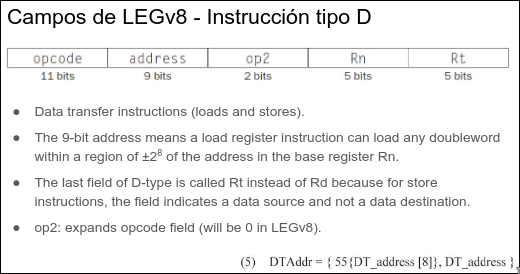 Campos de LEGv8 - Instrucción tipo D
opcode address op2 Rn Rt
11 bits 9 bits 2 bits 5 bits 5 bits
● Data transfer instructions (loads and stores).
● The 9-bit address means a load register instruction can load any doubleword
within a region of ±2⁸ of the address in the base register Rn.
● The last field of D-type is called Rt instead of Rd because for store
instructions, the field indicates a data source and not a data destination.
● op2: expands opcode field (will be 0 in LEGv8).
(5) DTAddr = { 55{DT_address [8]}, DT_address }